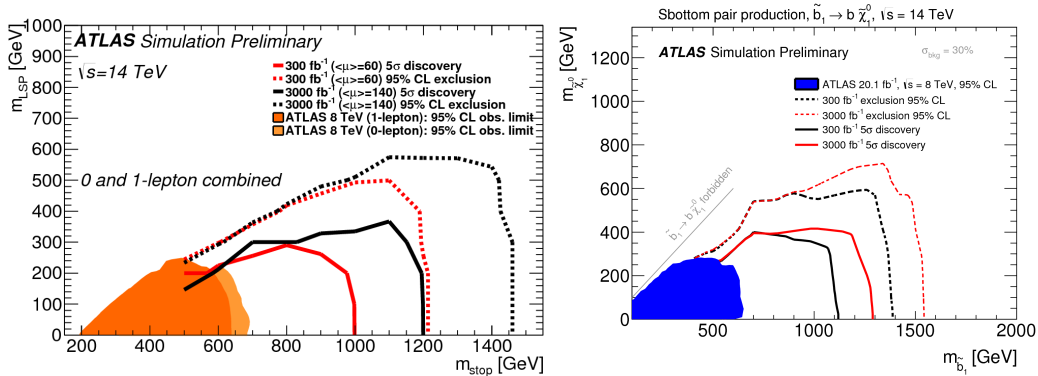 ATLAS Simulation Preliminary
√s=14 TeV
300 fb⁻¹ (<μ>=60) 5σ discovery
300 fb⁻¹ (<μ>=60) 95% CL exclusion
3000 fb⁻¹ (<μ>=140) 5σ discovery
3000 fb⁻¹ (<μ>=140) 95% CL exclusion
ATLAS 8 TeV (1-lepton): 95% CL obs. limit
ATLAS 8 TeV (0-lepton): 95% CL obs. limit
0 and 1-lepton combined
m_LSP [GeV]
1000
900
800
700
600
500
400
300
200
100
0
200 400 600 800 1000 1200 1400
m_stop [GeV]
Sbottom pair production, b̃₁ → b χ̃₁⁰, √s = 14 TeV
ATLAS Simulation Preliminary
σ_bkg = 30%
ATLAS 20.1 fb⁻¹, √s = 8 TeV, 95% CL
300 fb⁻¹ exclusion 95% CL
3000 fb⁻¹ exclusion 95% CL
300 fb⁻¹ 5σ discovery
3000 fb⁻¹ 5σ discovery
b̃₁ → b χ̃₁⁰ forbidden
m_χ̃₁⁰ [GeV]
1200
1000
800
600
400
200
0
500 1000 1500 2000
m_b̃₁ [GeV]